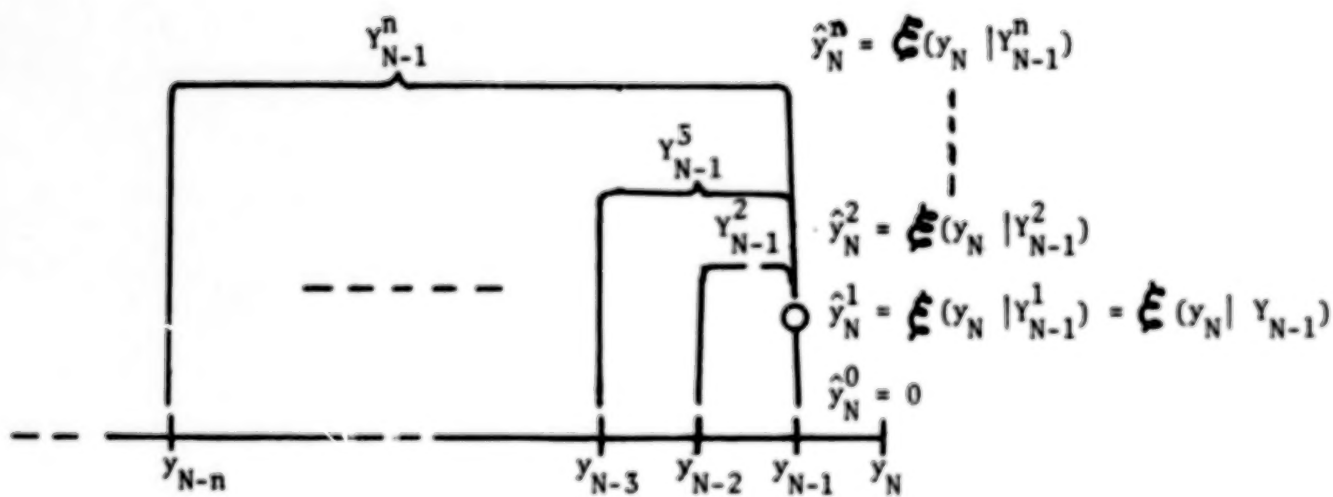 Y^n_{N-1}
ŷ^n_N = ξ(y_N |Y^n_{N-1})
Y^3_{N-1}
Y^2_{N-1}
ŷ^2_N = ξ(y_N |Y^2_{N-1})
ŷ^1_N = ξ(y_N |Y^1_{N-1}) = ξ(y_N| Y_{N-1})
ŷ^0_N = 0
y_{N-n} y_{N-3} y_{N-2} y_{N-1} y_N